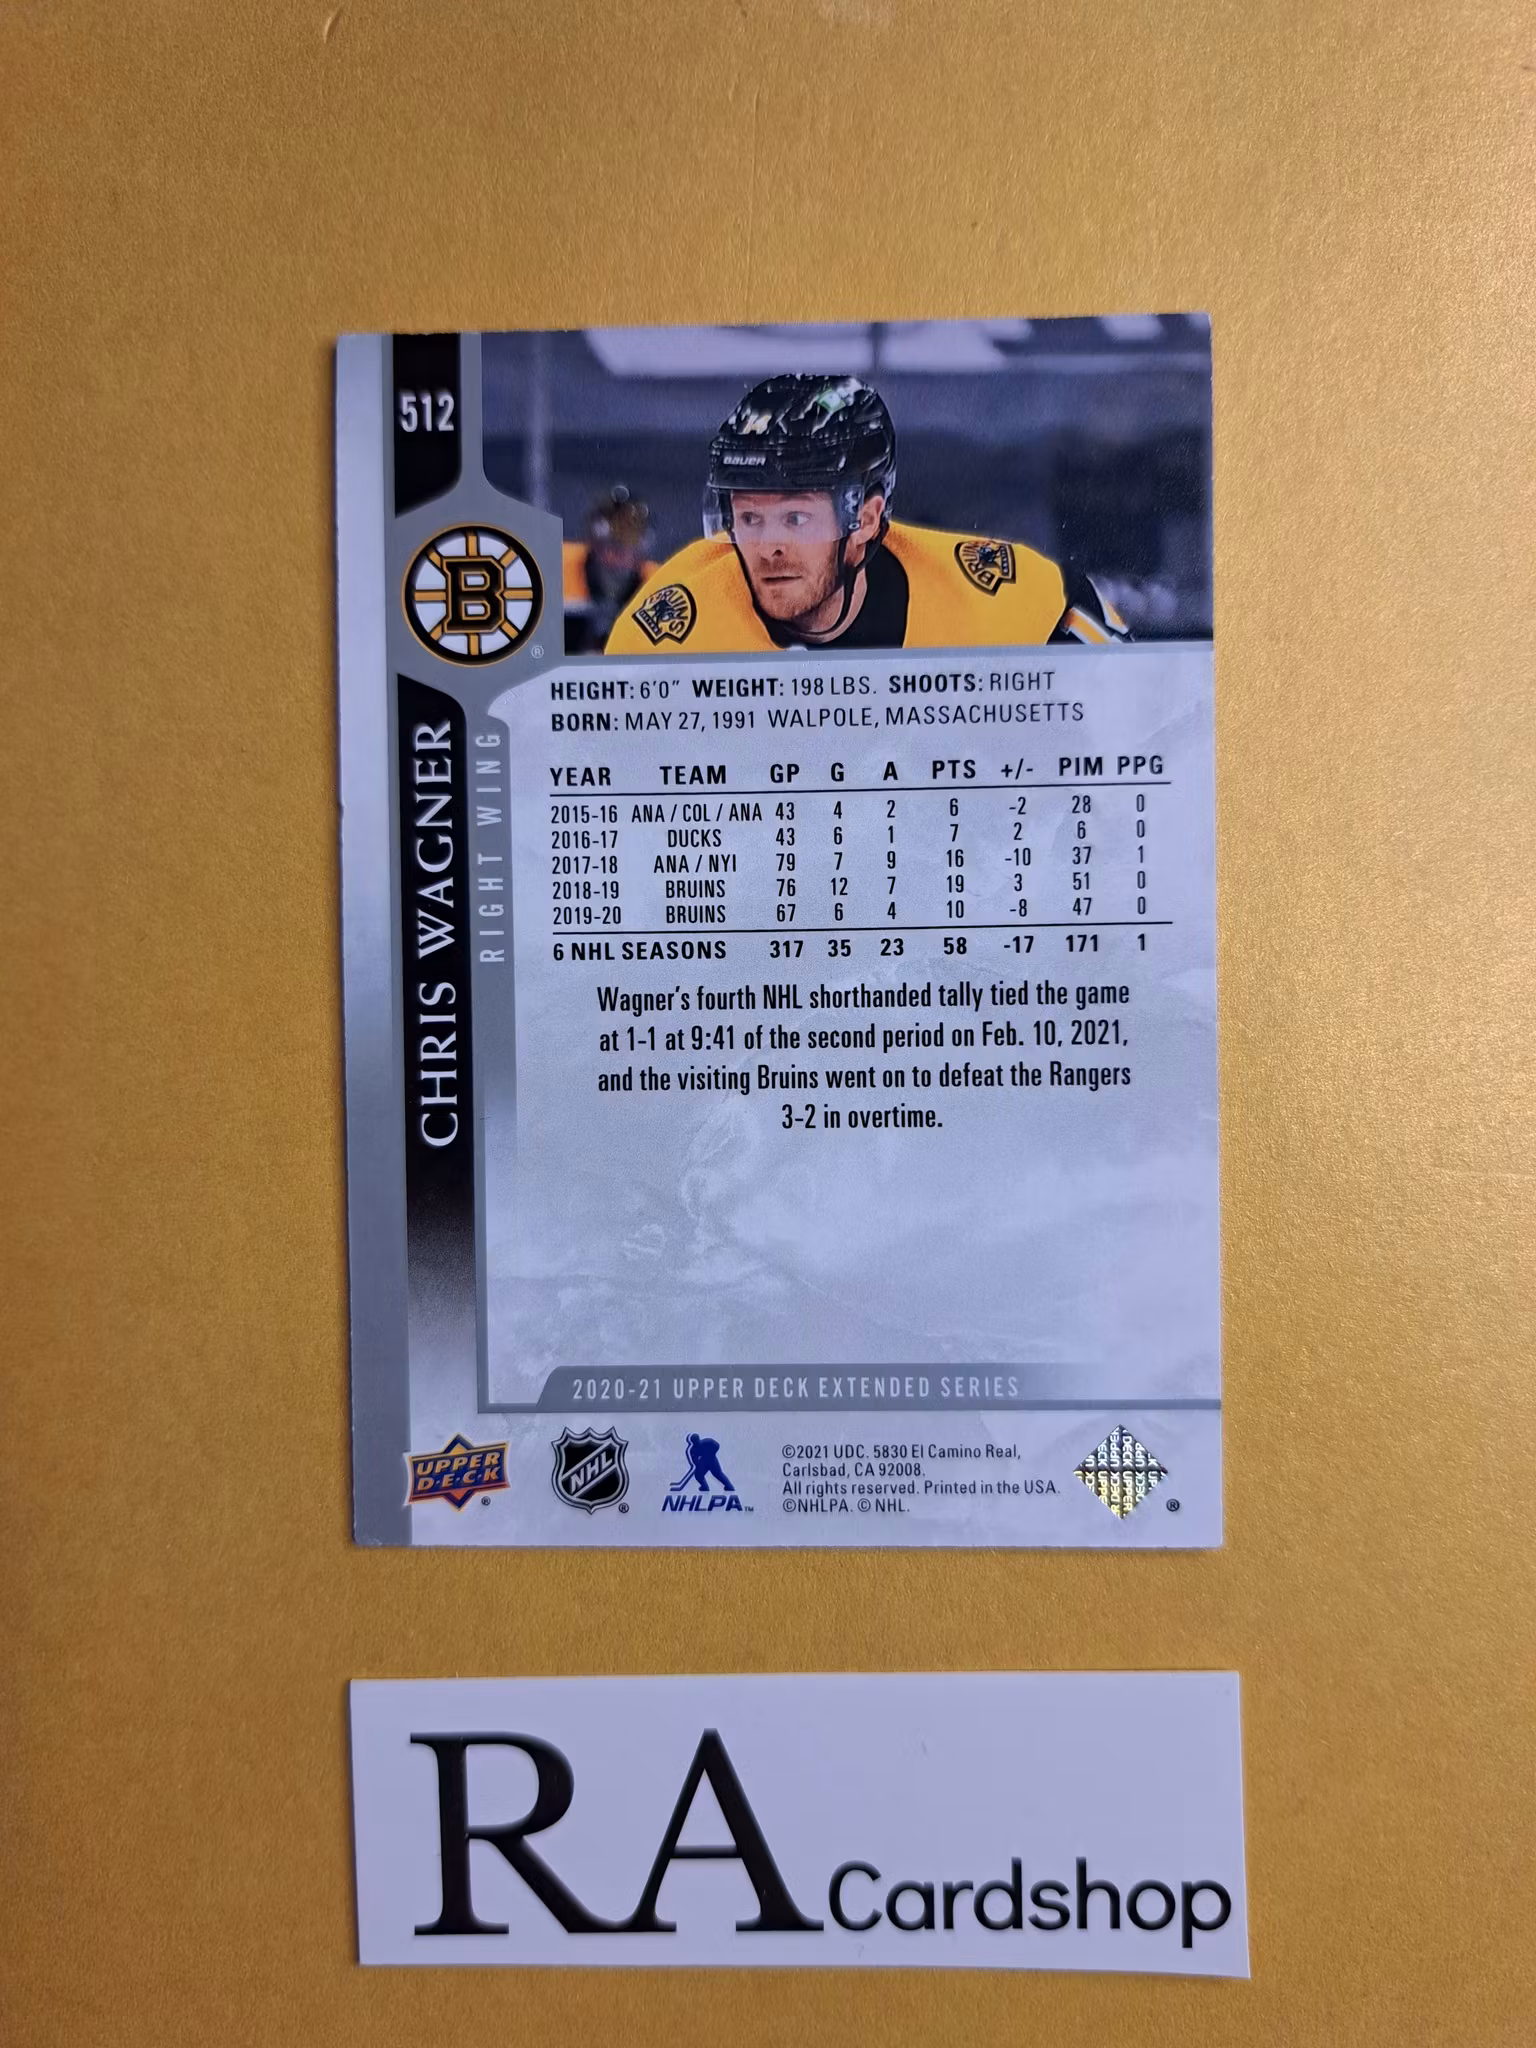 512
14
BAUER
BRUINS
BRUINS
B
®
CHRIS WAGNER
RIGHT WING
HEIGHT: 6'0" WEIGHT: 198 LBS. SHOOTS: RIGHT
BORN: MAY 27, 1991 WALPOLE, MASSACHUSETTS
YEAR TEAM GP G A PTS +/- PIM PPG
2015-16 ANA / COL / ANA 43 4 2 6 -2 28 0
2016-17 DUCKS 43 6 1 7 2 6 0
2017-18 ANA / NYI 79 7 9 16 -10 37 1
2018-19 BRUINS 76 12 7 19 3 51 0
2019-20 BRUINS 67 6 4 10 -8 47 0
6 NHL SEASONS 317 35 23 58 -17 171 1
Wagner's fourth NHL shorthanded tally tied the game
at 1-1 at 9:41 of the second period on Feb. 10, 2021,
and the visiting Bruins went on to defeat the Rangers
3-2 in overtime.
2020-21 UPPER DECK EXTENDED SERIES
UPPER
D·E·C·K
®
NHL
®
NHLPA™
©2021 UDC. 5830 El Camino Real,
Carlsbad, CA 92008.
All rights reserved. Printed in the USA.
©NHLPA. © NHL.
®
RA Cardshop